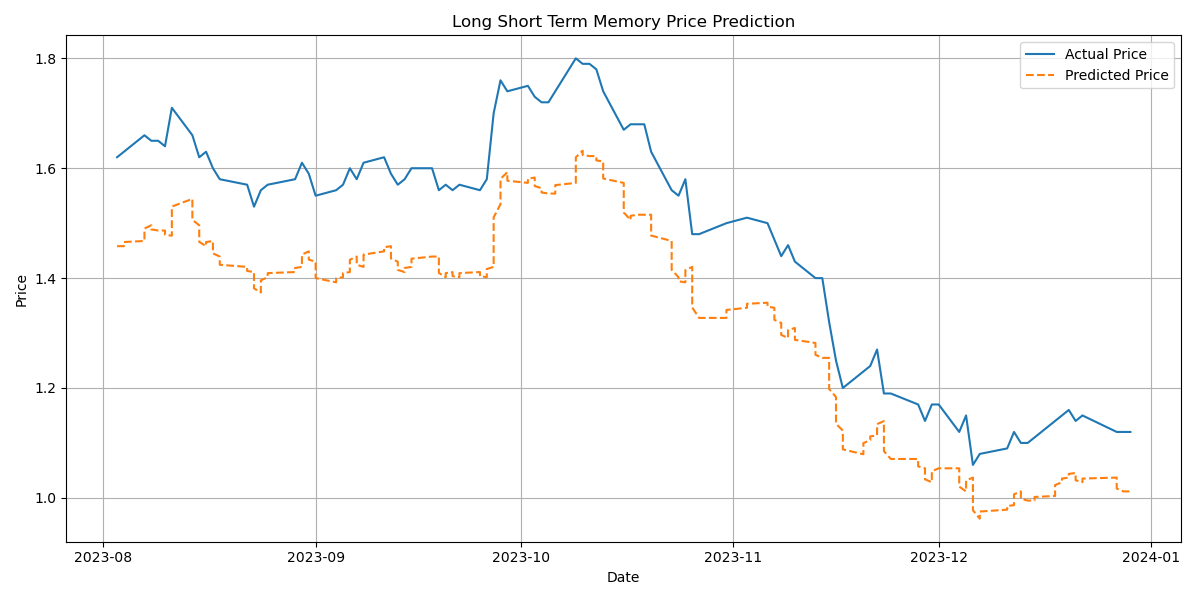 Long Short Term Memory Price Prediction
Actual Price
Predicted Price
Price
1.8
1.6
1.4
1.2
1.0
2023-08
2023-09
2023-10
2023-11
2023-12
2024-01
Date